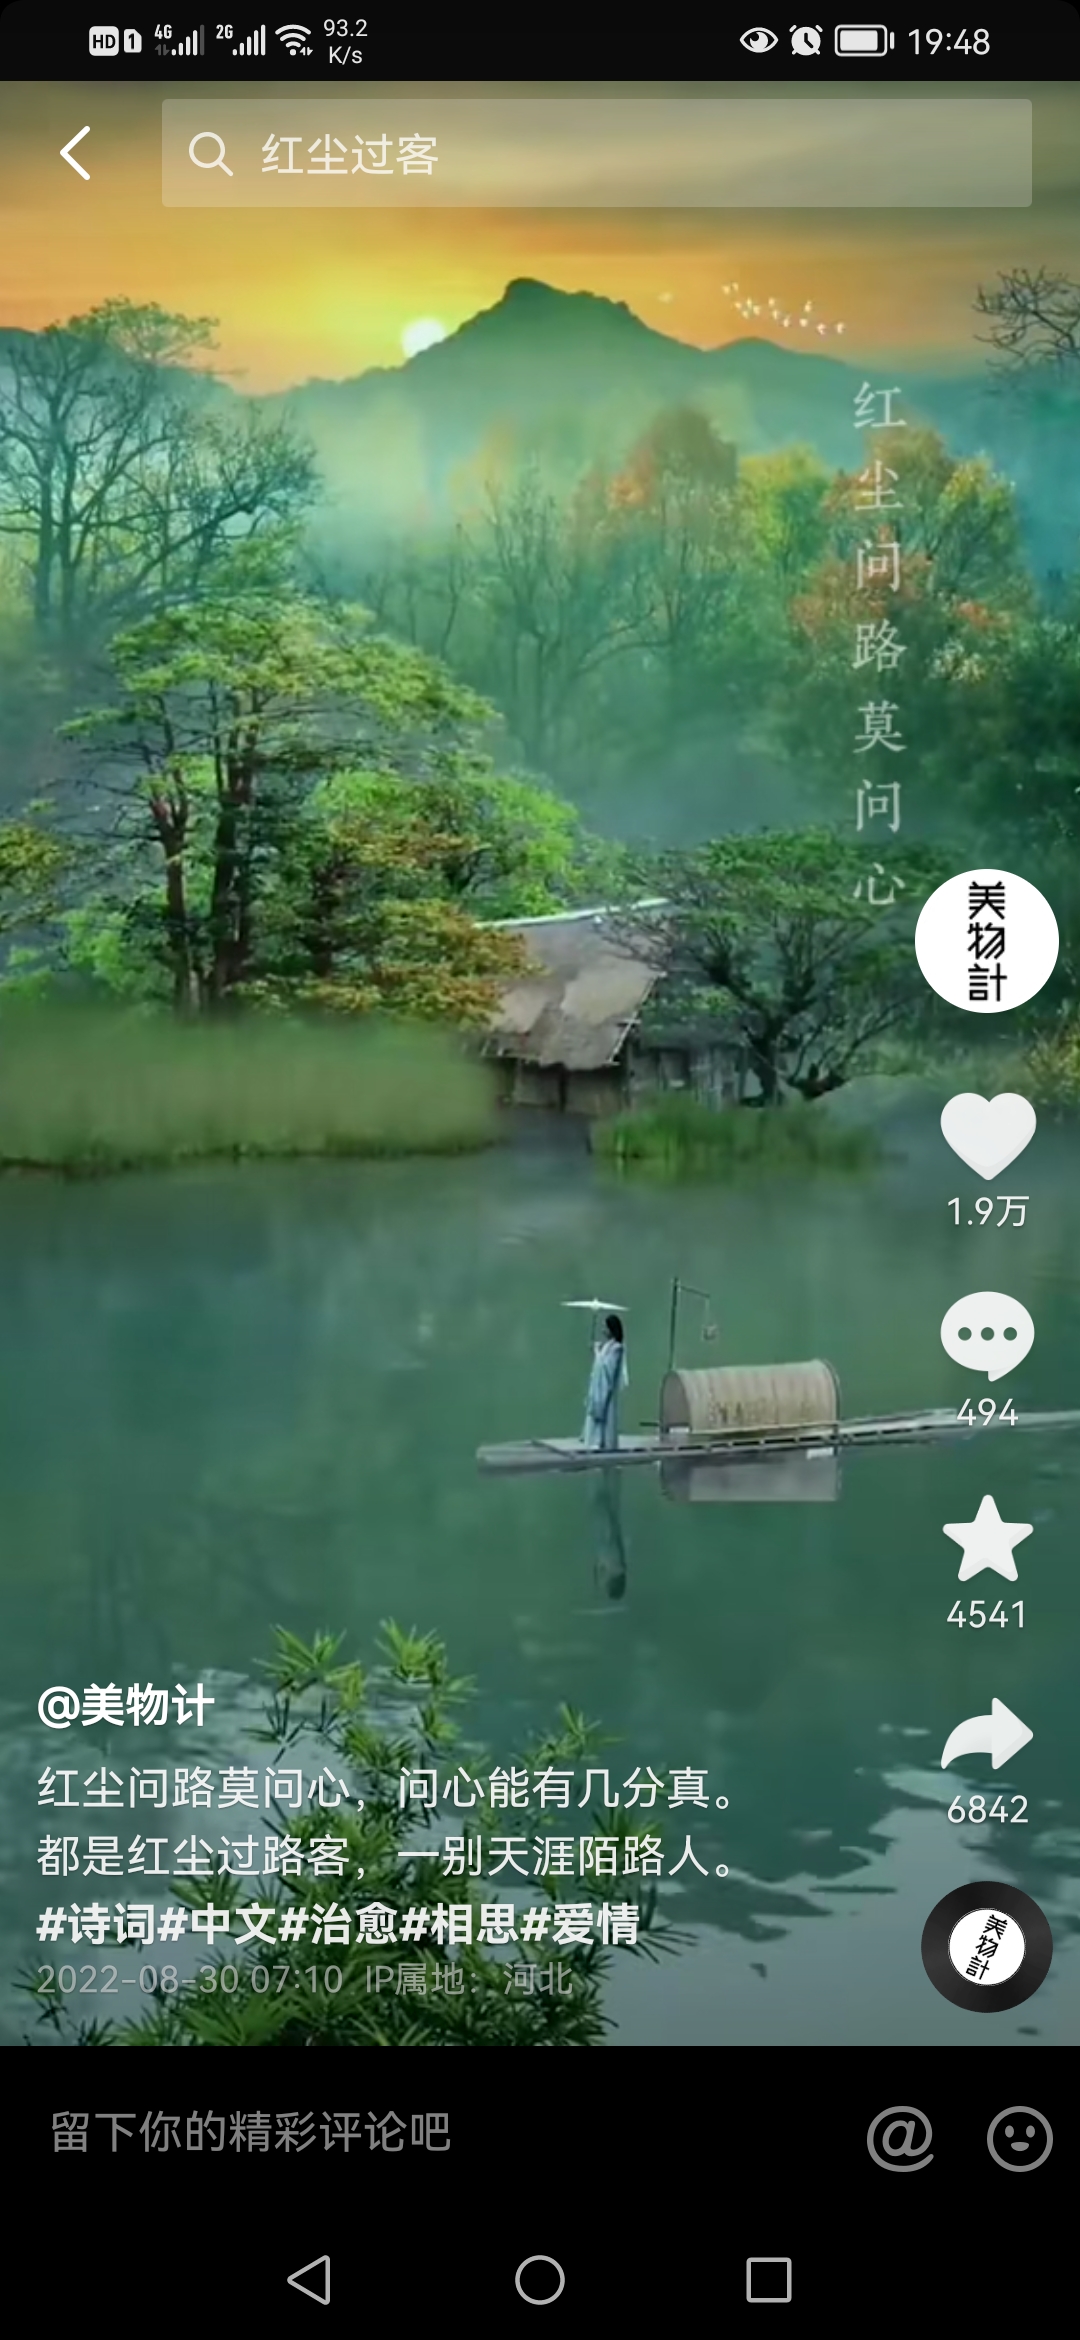 HD 1 4G 2G 93.2 K/s 19:48
红尘过客
红尘问路莫问心
美物計
1.9万
494
4541
6842
@美物计
红尘问路莫问心，问心能有几分真。
都是红尘过路客，一别天涯陌路人。
#诗词#中文#治愈#相思#爱情
2022-08-30 07:10 IP属地：河北
美物計
留下你的精彩评论吧
@